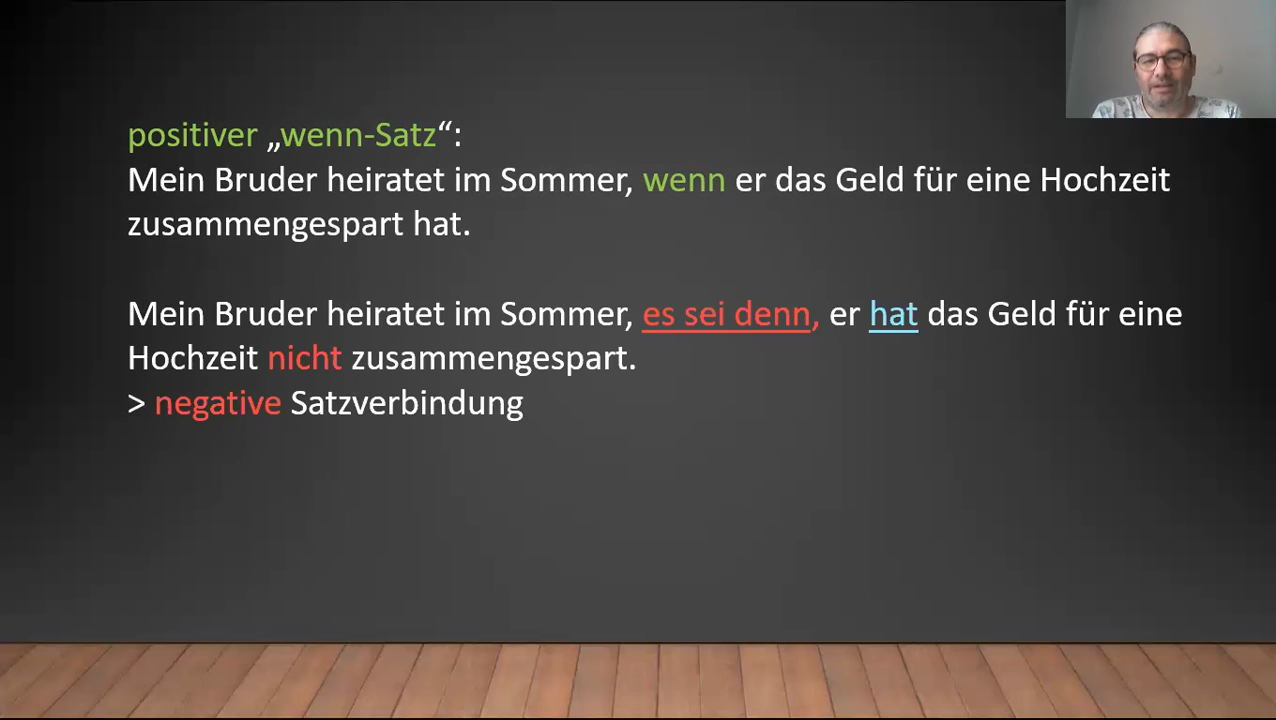 positiver „wenn-Satz“:
Mein Bruder heiratet im Sommer, wenn er das Geld für eine Hochzeit
zusammengespart hat.
Mein Bruder heiratet im Sommer, es sei denn, er hat das Geld für eine
Hochzeit nicht zusammengespart.
> negative Satzverbindung